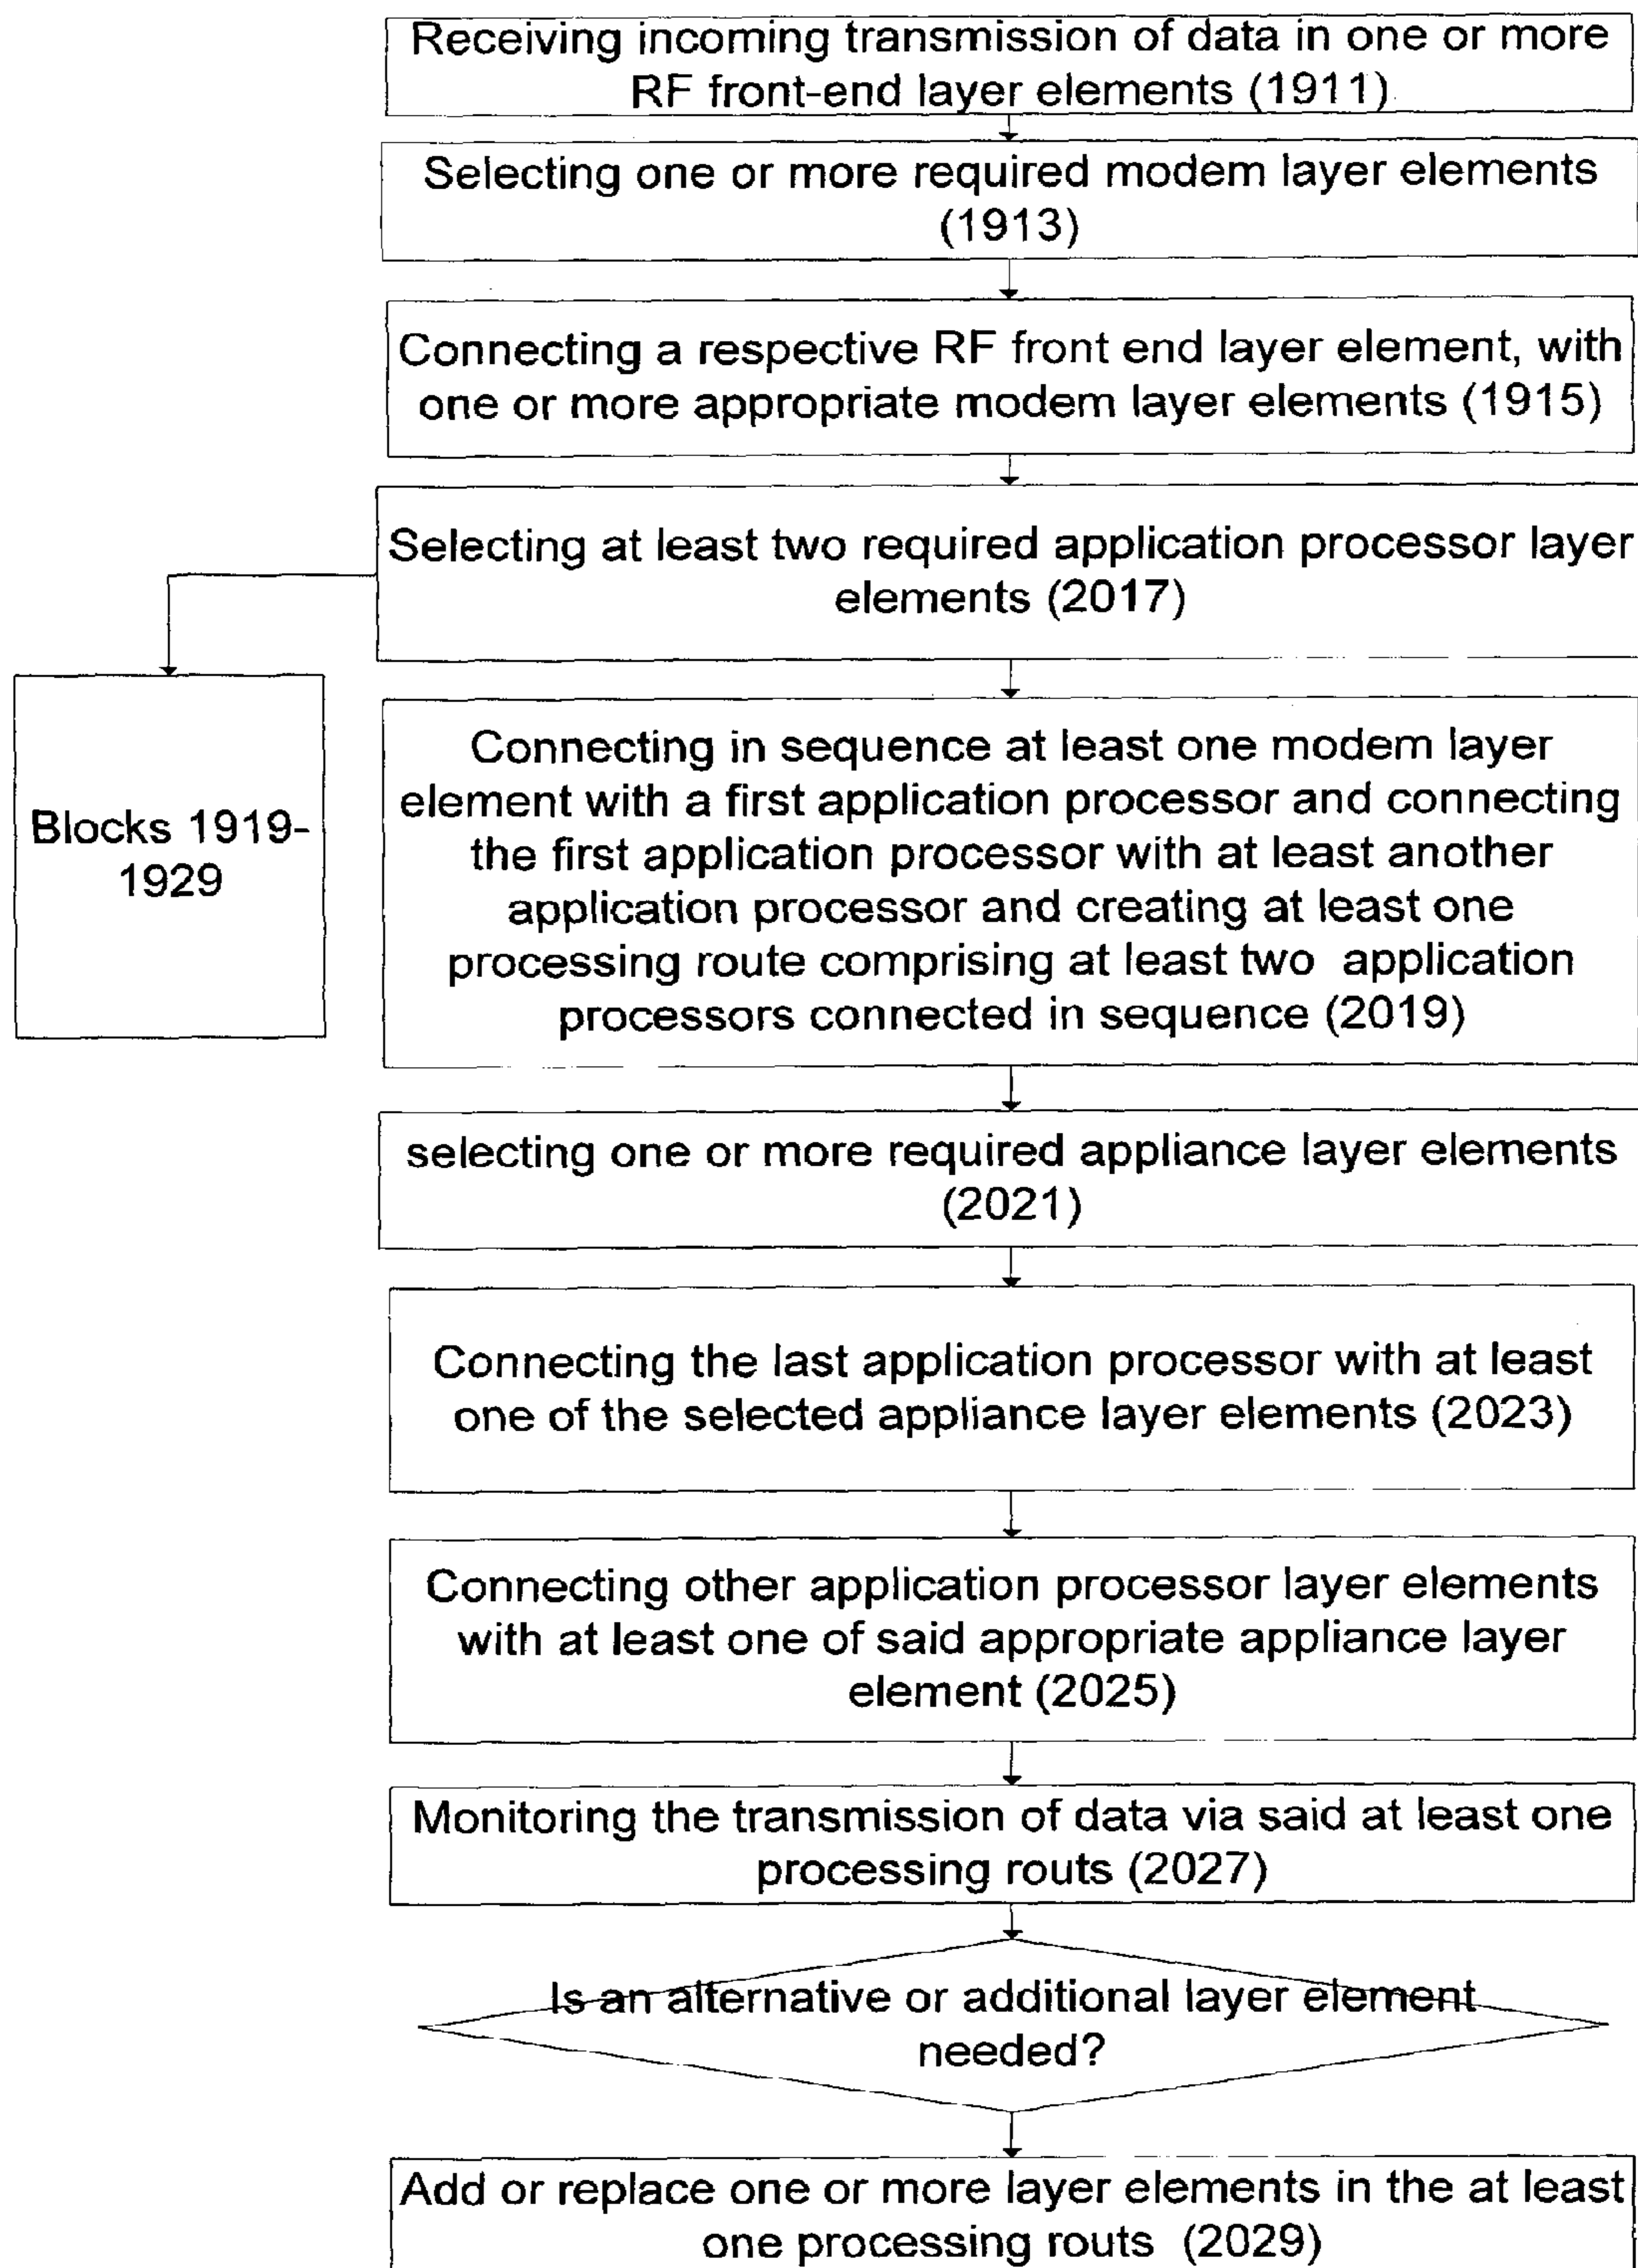 Receiving incoming transmission of data in one or more
RF front-end layer elements (1911)
Selecting one or more required modem layer elements
(1913)
Connecting a respective RF front end layer element, with
one or more appropriate modem layer elements (1915)
Selecting at least two required application processor layer
elements (2017)
Blocks 1919-
1929
Connecting in sequence at least one modem layer
element with a first application processor and connecting
the first application processor with at least another
application processor and creating at least one
processing route comprising at least two application
processors connected in sequence (2019)
selecting one or more required appliance layer elements
(2021)
Connecting the last application processor with at least
one of the selected appliance layer elements (2023)
Connecting other application processor layer elements
with at least one of said appropriate appliance layer
element (2025)
Monitoring the transmission of data via said at least one
processing routs (2027)
Is an alternative or additional layer element
needed?
Add or replace one or more layer elements in the at least
one processing routs (2029)